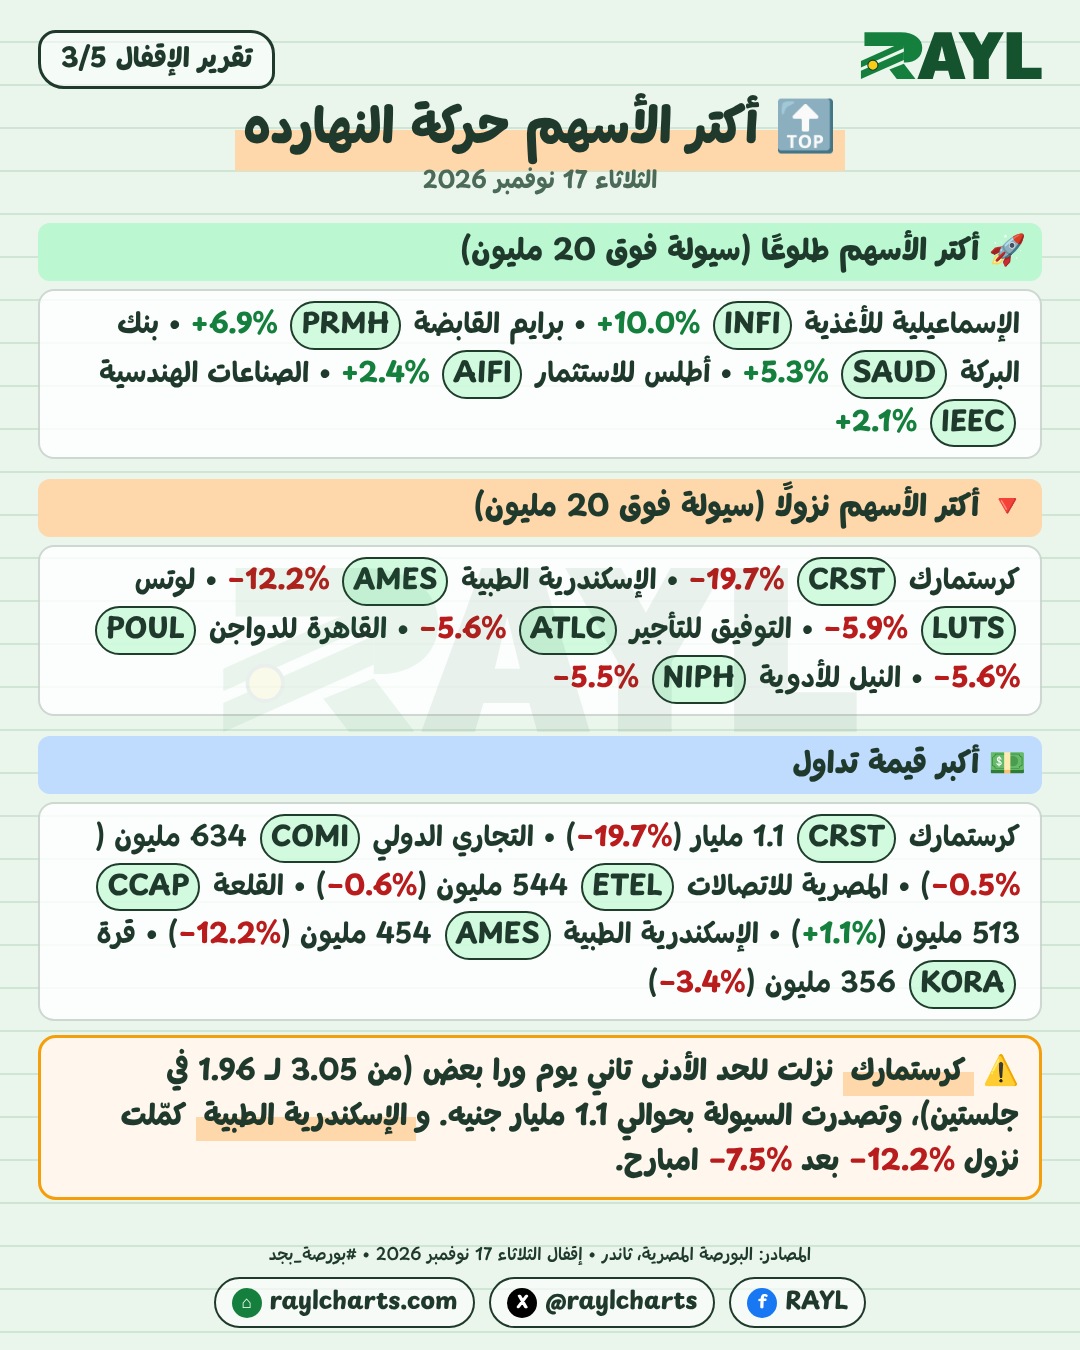 RAYL
تقرير الإقفال 3/5
🔝 أكتر الأسهم حركة النهارده
الثلاثاء 17 نوفمبر 2026
🚀 أكتر الأسهم طلوعًا (سيولة فوق 20 مليون)
الإسماعيلية للأغذية INFI +10.0% • برايم القابضة PRMH +6.9% • بنك
البركة SAUD +5.3% • أطلس للاستثمار AIFI +2.4% • الصناعات الهندسية
IEEC +2.1%
🔻 أكتر الأسهم نزولًا (سيولة فوق 20 مليون)
كرستمارك CRST −19.7% • الإسكندرية الطبية AMES −12.2% • لوتس
LUTS −5.9% • التوفيق للتأجير ATLC −5.6% • القاهرة للدواجن POUL
−5.6% • النيل للأدوية NIPH −5.5%
💵 أكبر قيمة تداول
كرستمارك CRST 1.1 مليار (−19.7%) • التجاري الدولي COMI 634 مليون (
−0.5%) • المصرية للاتصالات ETEL 544 مليون (−0.6%) • القلعة CCAP
513 مليون (+1.1%) • الإسكندرية الطبية AMES 454 مليون (−12.2%) • قرة
KORA 356 مليون (−3.4%)
⚠️ كرستمارك نزلت للحد الأدنى تاني يوم ورا بعض (من 3.05 لـ 1.96 في
جلستين)، وتصدرت السيولة بحوالي 1.1 مليار جنيه. والإسكندرية الطبية كمّلت
نزول −12.2% بعد −7.5% امبارح.
المصادر: البورصة المصرية، ثاندر • إقفال الثلاثاء 17 نوفمبر 2026 • #بورصة_بجد
raylcharts.com @raylcharts RAYL